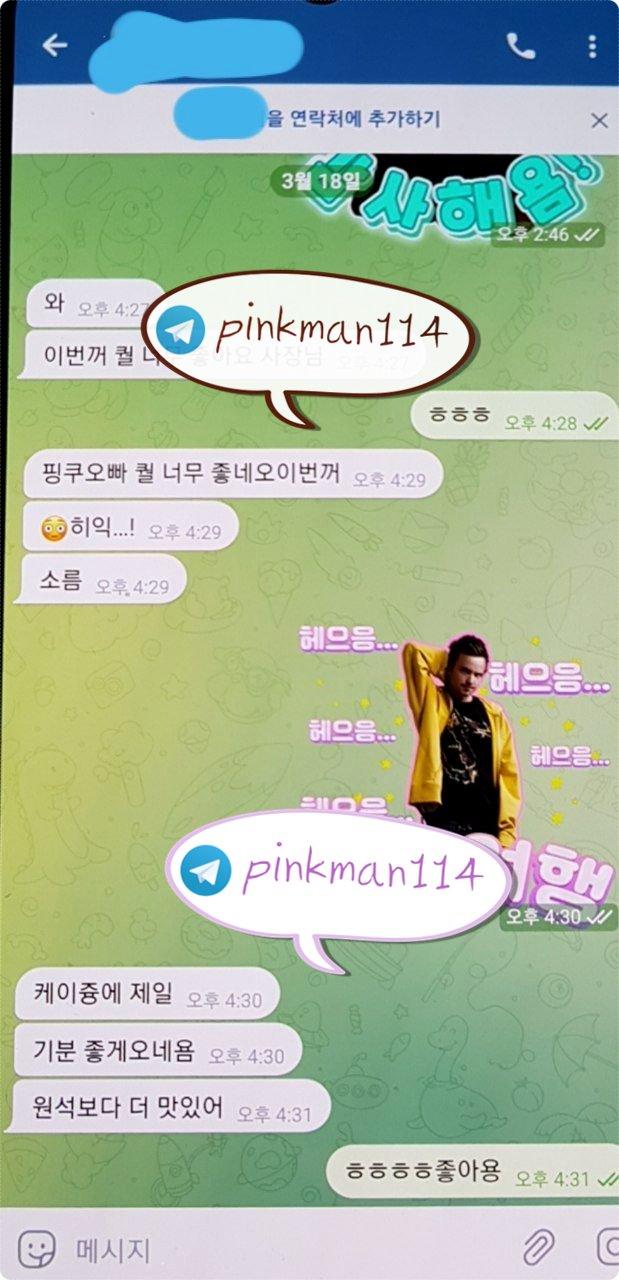 을 연락처에 추가하기
3월 18일
사해욤!
오후 2:46
와 오후 4:27
pinkman114
이번꺼 퀄 너무 좋아요 사장님 오후 4:27
ㅎㅎㅎ 오후 4:28
핑쿠오빠 퀄 너무 좋네오이번꺼 오후 4:29
히익...! 오후 4:29
소름 오후 4:29
헤으응...
헤으응...
헤으응...
헤으응...
헤으응...
pinkman114
행
오후 4:30
케이쥼에 제일 오후 4:30
기분 좋게오네욤 오후 4:30
원석보다 더 맛있어 오후 4:31
ㅎㅎㅎㅎ좋아용 오후 4:31
메시지